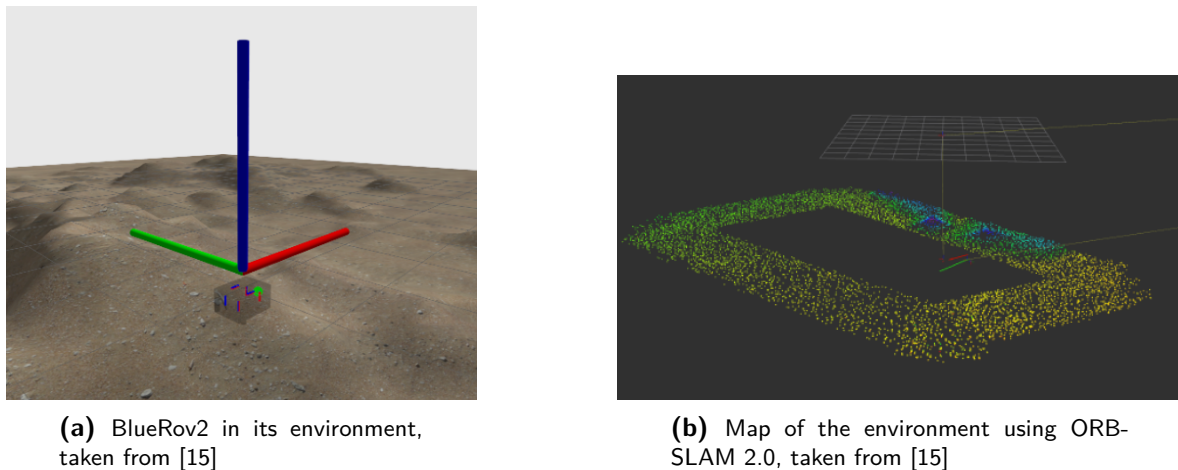 (a) BlueRov2 in its environment,
taken from [15]
(b) Map of the environment using ORB-
SLAM 2.0, taken from [15]